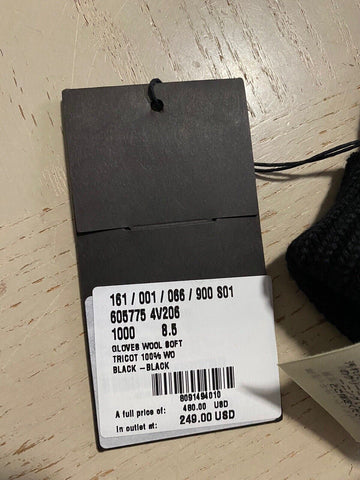 161 / 001 / 066 / 900 S01
605775 4V206
1000 8.5
GLOVES WOOL SOFT
TRICOT 100% WO
BLACK -BLACK
8091494010
A full price of: 480.00 USD
In outlet at: 249.00 USD